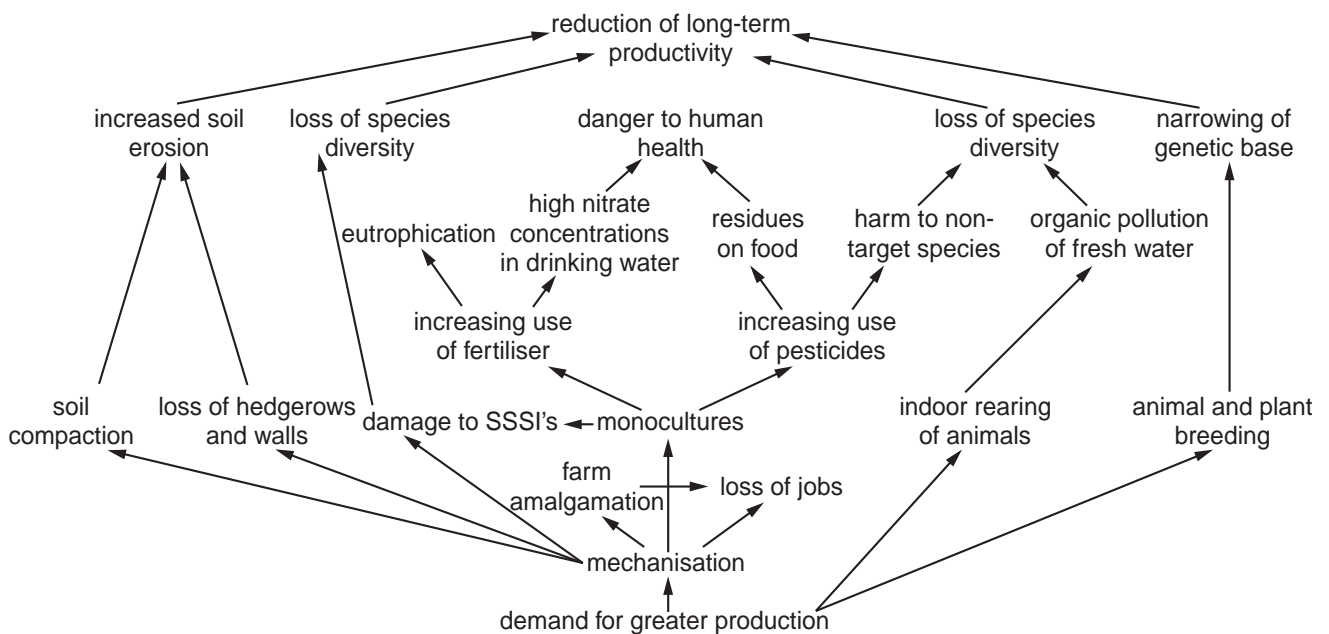 reduction of long-term
productivity
increased soil
erosion
loss of species
diversity
danger to human
health
loss of species
diversity
narrowing of
genetic base
eutrophication
high nitrate
concentrations
in drinking water
residues
on food
harm to non-
target species
organic pollution
of fresh water
increasing use
of fertiliser
increasing use
of pesticides
soil
compaction
loss of hedgerows
and walls
damage to SSSI's
monocultures
indoor rearing
of animals
animal and plant
breeding
farm
amalgamation
loss of jobs
mechanisation
demand for greater production